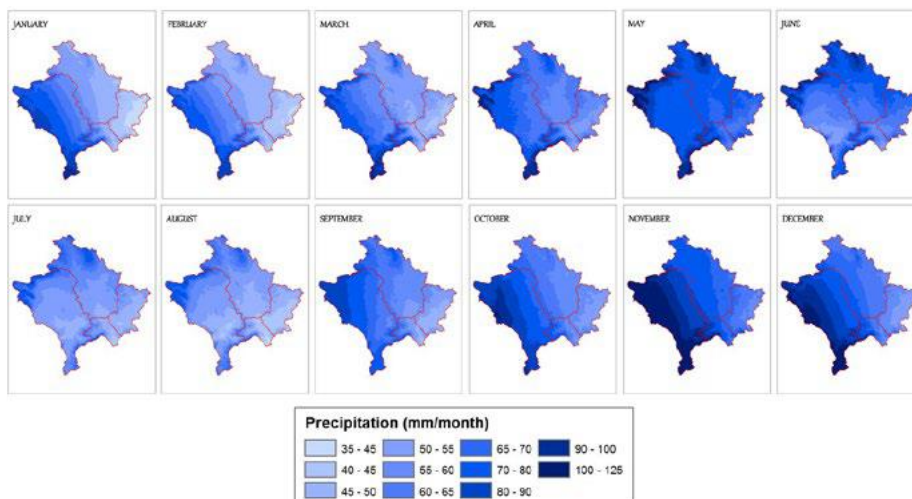 JANUARY
FEBRUARY
MARCH
APRIL
MAY
JUNE
JULY
AUGUST
SEPTEMBER
OCTOBER
NOVEMBER
DECEMBER
Precipitation (mm/month)
35 - 45 50 - 55 65 - 70 90 - 100
40 - 45 55 - 60 70 - 80 100 - 125
45 - 50 60 - 65 80 - 90